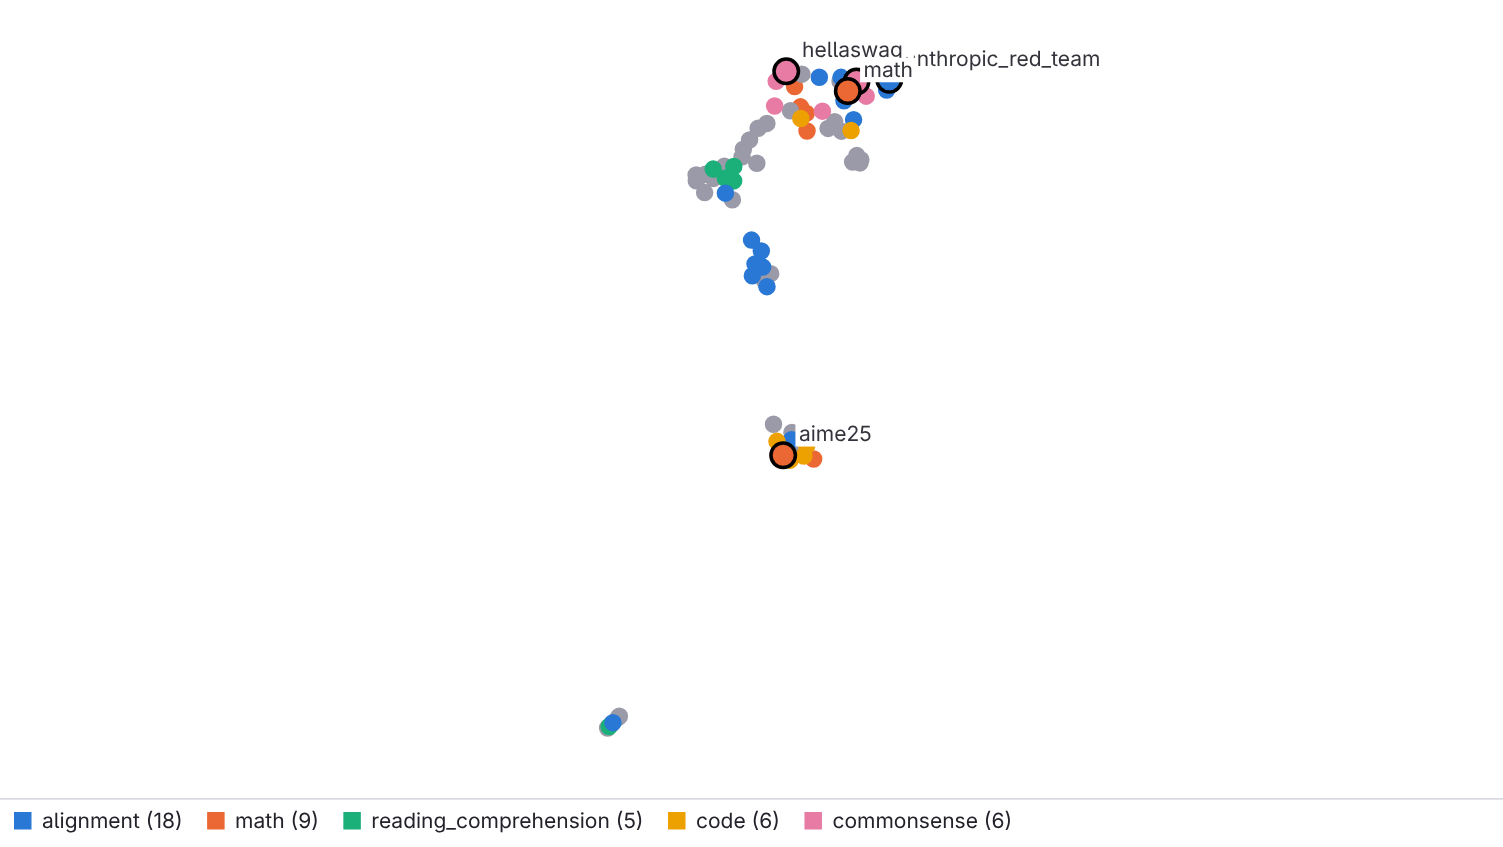 hellaswag
nthropic_red_team
math
aime25
alignment (18)
math (9)
reading_comprehension (5)
code (6)
commonsense (6)